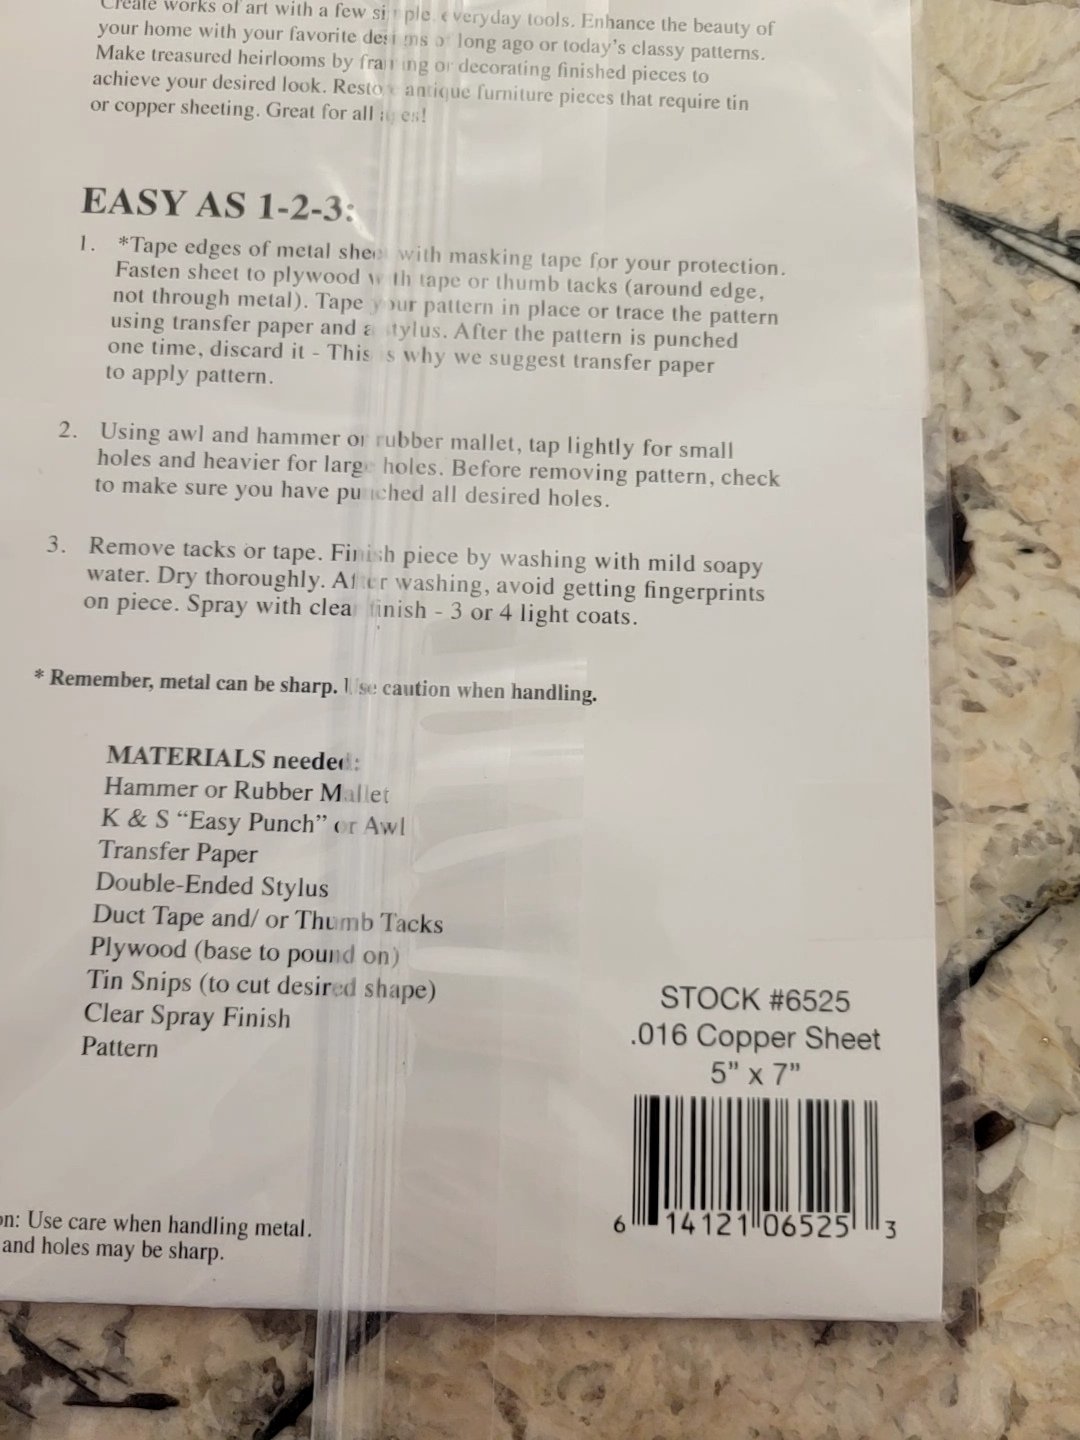 Create works of art with a few simple, everyday tools. Enhance the beauty of
your home with your favorite designs of long ago or today's classy patterns.
Make treasured heirlooms by framing or decorating finished pieces to
achieve your desired look. Restore antique furniture pieces that require tin
or copper sheeting. Great for all ages!
EASY AS 1-2-3:
1. *Tape edges of metal sheet with masking tape for your protection.
Fasten sheet to plywood with tape or thumb tacks (around edge,
not through metal). Tape your pattern in place or trace the pattern
using transfer paper and a stylus. After the pattern is punched
one time, discard it - This is why we suggest transfer paper
to apply pattern.
2. Using awl and hammer or rubber mallet, tap lightly for small
holes and heavier for large holes. Before removing pattern, check
to make sure you have punched all desired holes.
3. Remove tacks or tape. Finish piece by washing with mild soapy
water. Dry thoroughly. After washing, avoid getting fingerprints
on piece. Spray with clear finish - 3 or 4 light coats.
* Remember, metal can be sharp. Use caution when handling.
MATERIALS needed:
Hammer or Rubber Mallet
K & S “Easy Punch” or Awl
Transfer Paper
Double-Ended Stylus
Duct Tape and/ or Thumb Tacks
Plywood (base to pound on)
Tin Snips (to cut desired shape)
Clear Spray Finish
Pattern
STOCK #6525
.016 Copper Sheet
5” x 7”
6 14121 06525 3
on: Use care when handling metal.
and holes may be sharp.